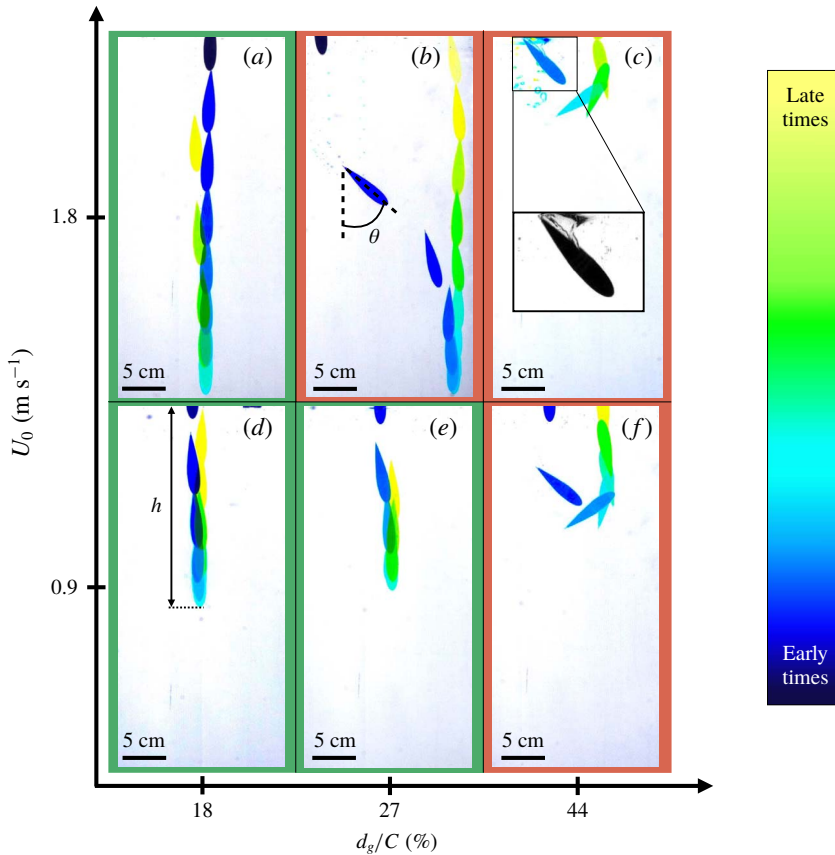 (a)
(b)
(c)
Late
times
1.8
θ
5 cm
5 cm
5 cm
U₀ (m s⁻¹)
(d)
(e)
(f)
h
0.9
Early
times
5 cm
5 cm
5 cm
18
27
44
d_g/C (%)